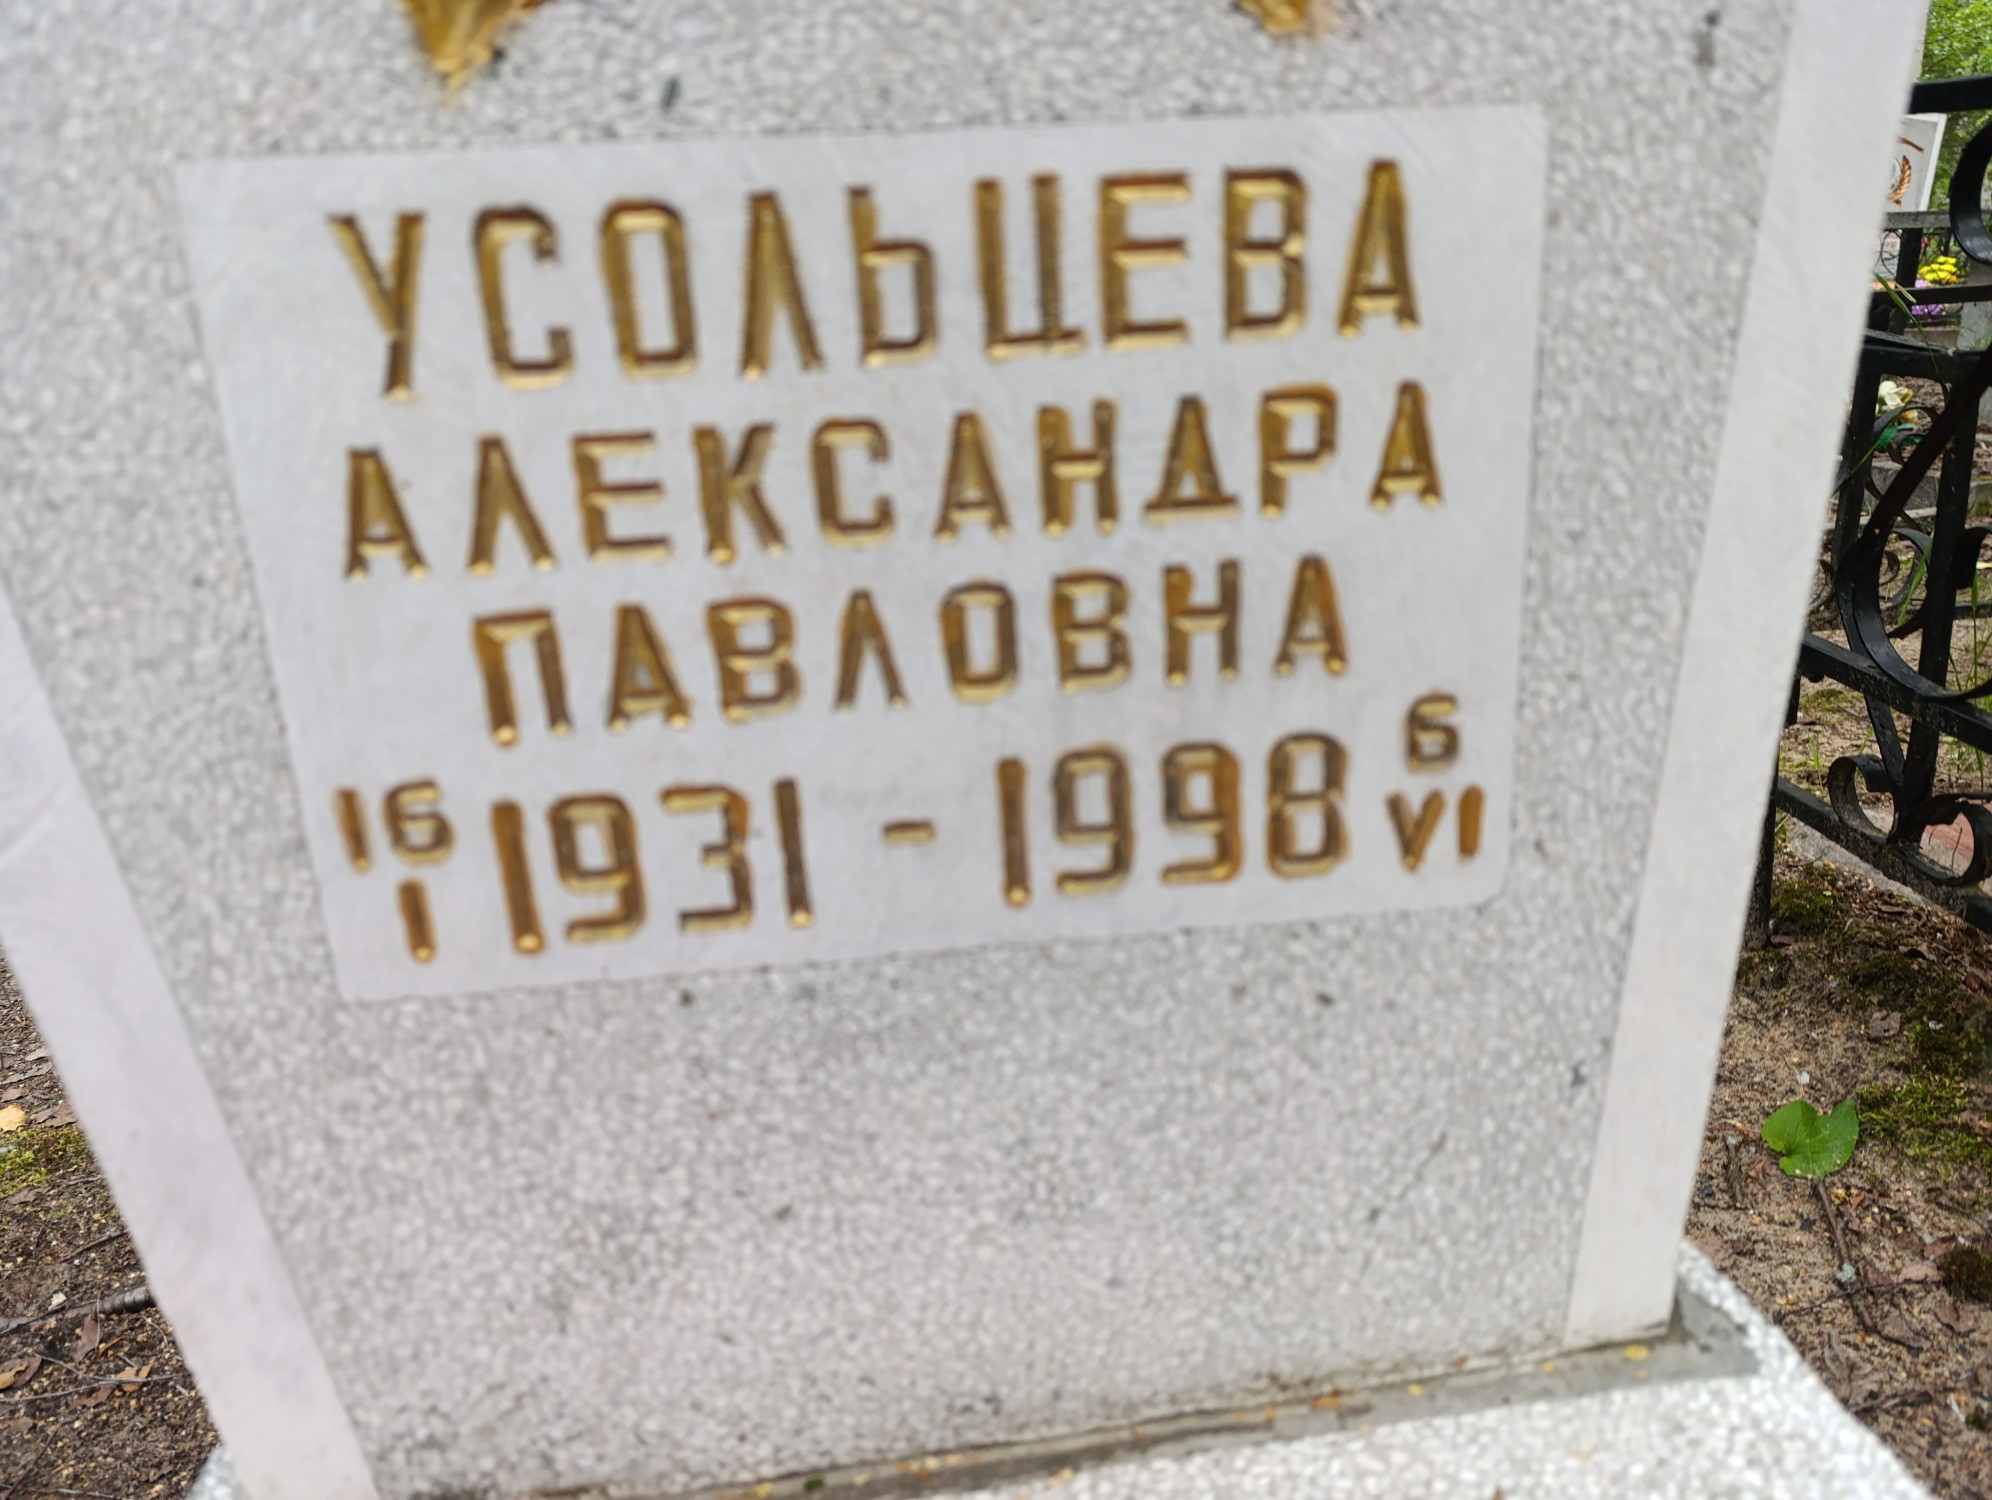 УСОЛЬЦЕВА
АЛЕКСАНДРА
ПАВЛОВНА
16 I 1931 - 1998 6 VI